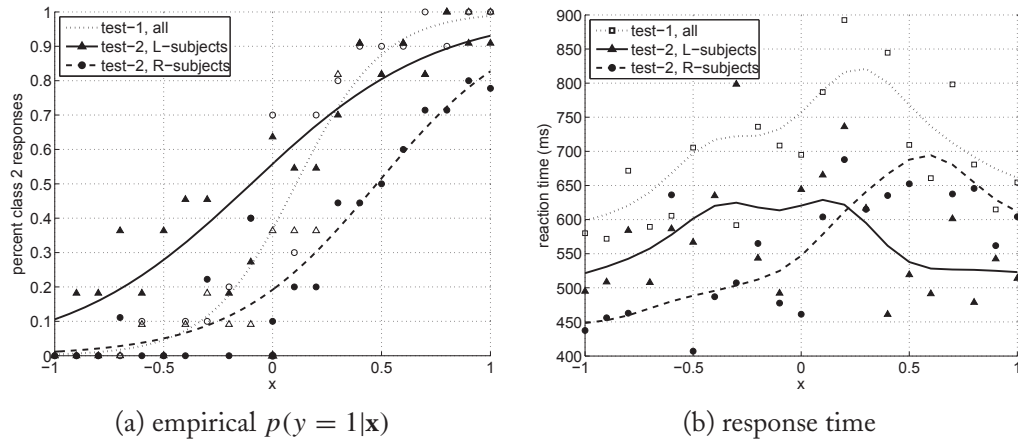 test-1, all
test-2, L-subjects
test-2, R-subjects
percent class 2 responses
1
0.9
0.8
0.7
0.6
0.5
0.4
0.3
0.2
0.1
0
−1
−0.5
0
0.5
1
x
(a) empirical p(y = 1|x)
test-1, all
test-2, L-subjects
test-2, R-subjects
reaction time (ms)
900
850
800
750
700
650
600
550
500
450
400
−1
−0.5
0
0.5
1
x
(b) response time